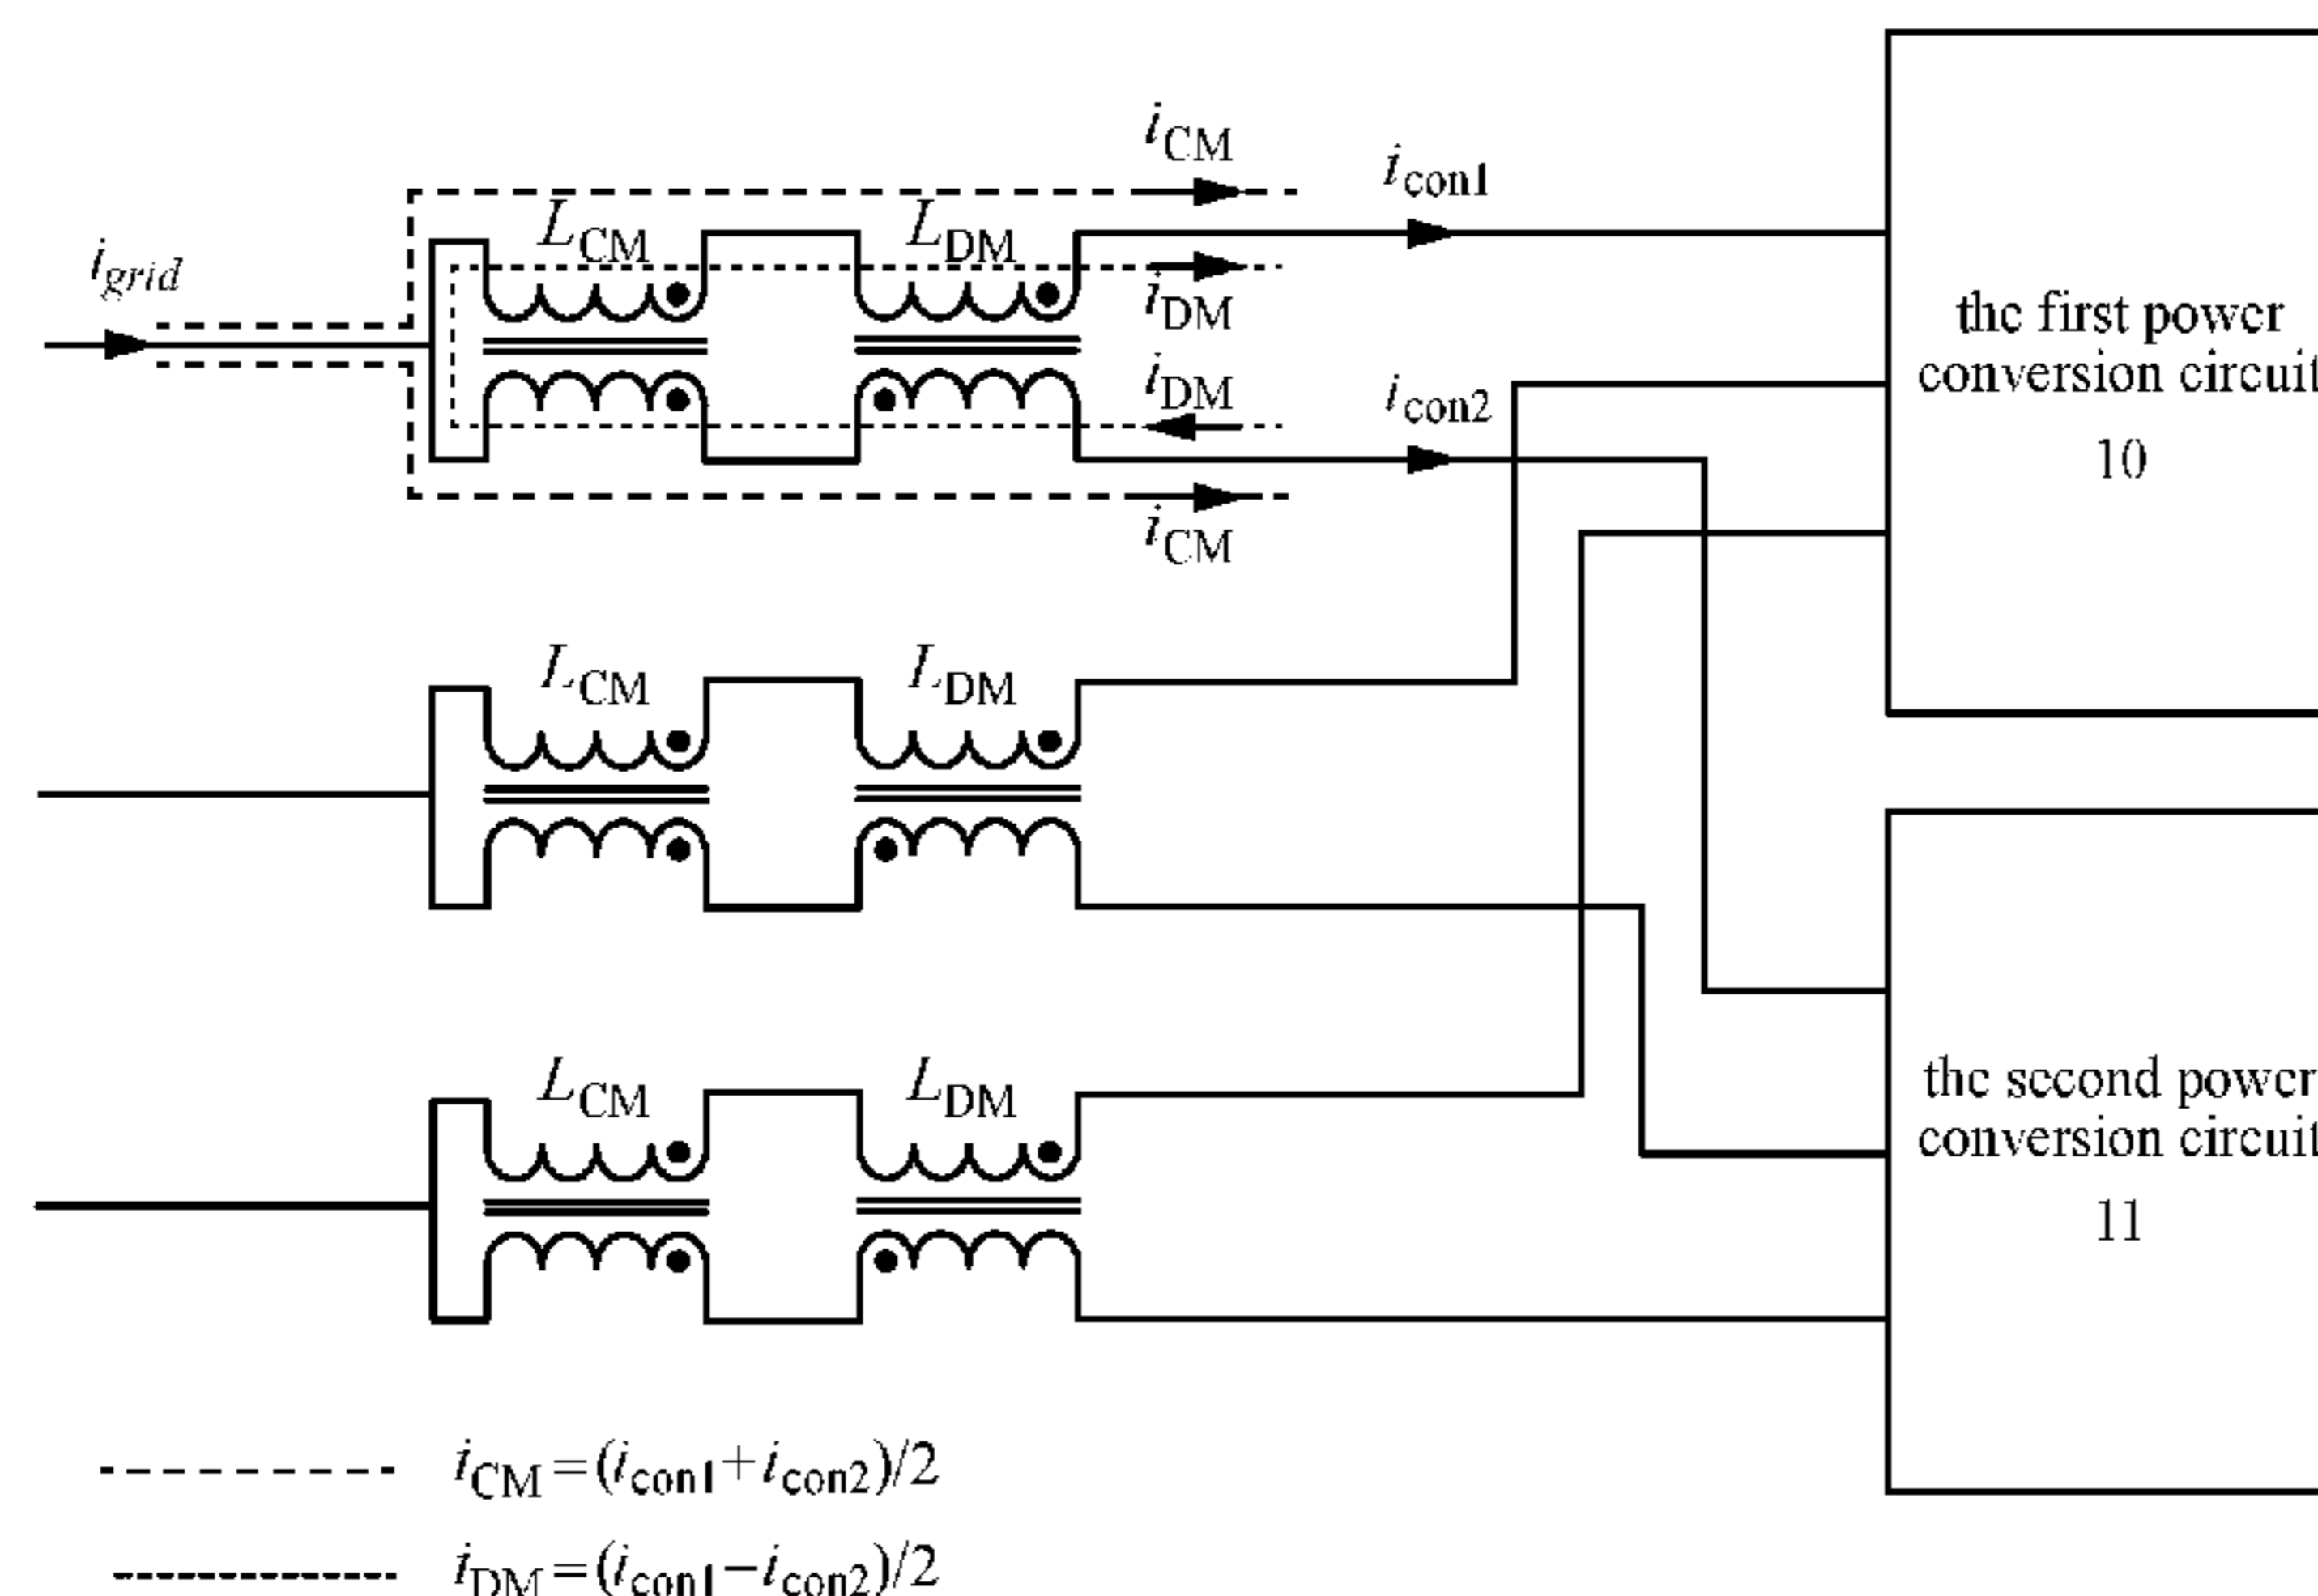 iCM
icon1
LCM
LDM
igrid
iDM
iDM
icon2
iCM
the first power
conversion circuit
10
LCM
LDM
LCM
LDM
the second power
conversion circuit
11
iCM=(icon1+icon2)/2
iDM=(icon1−icon2)/2